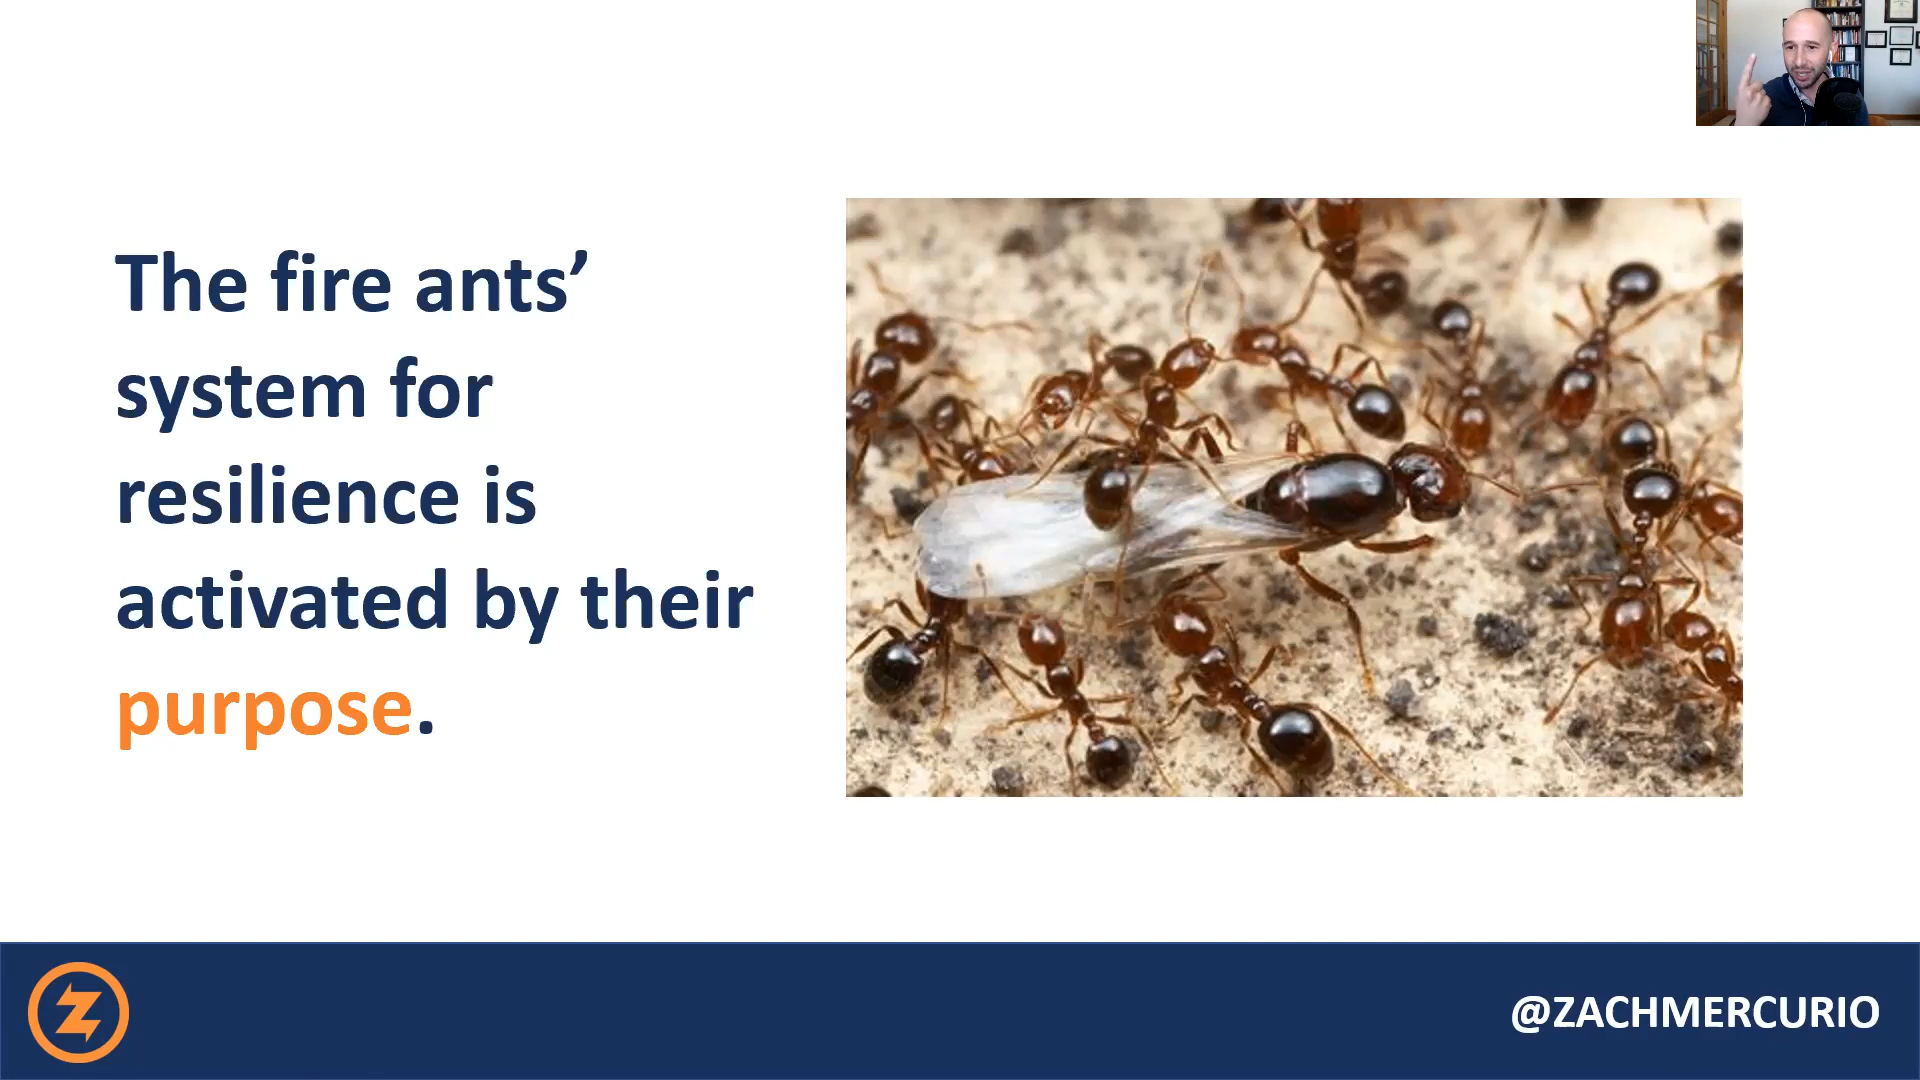 The fire ants’
system for
resilience is
activated by their
purpose.
@ZACHMERCURIO